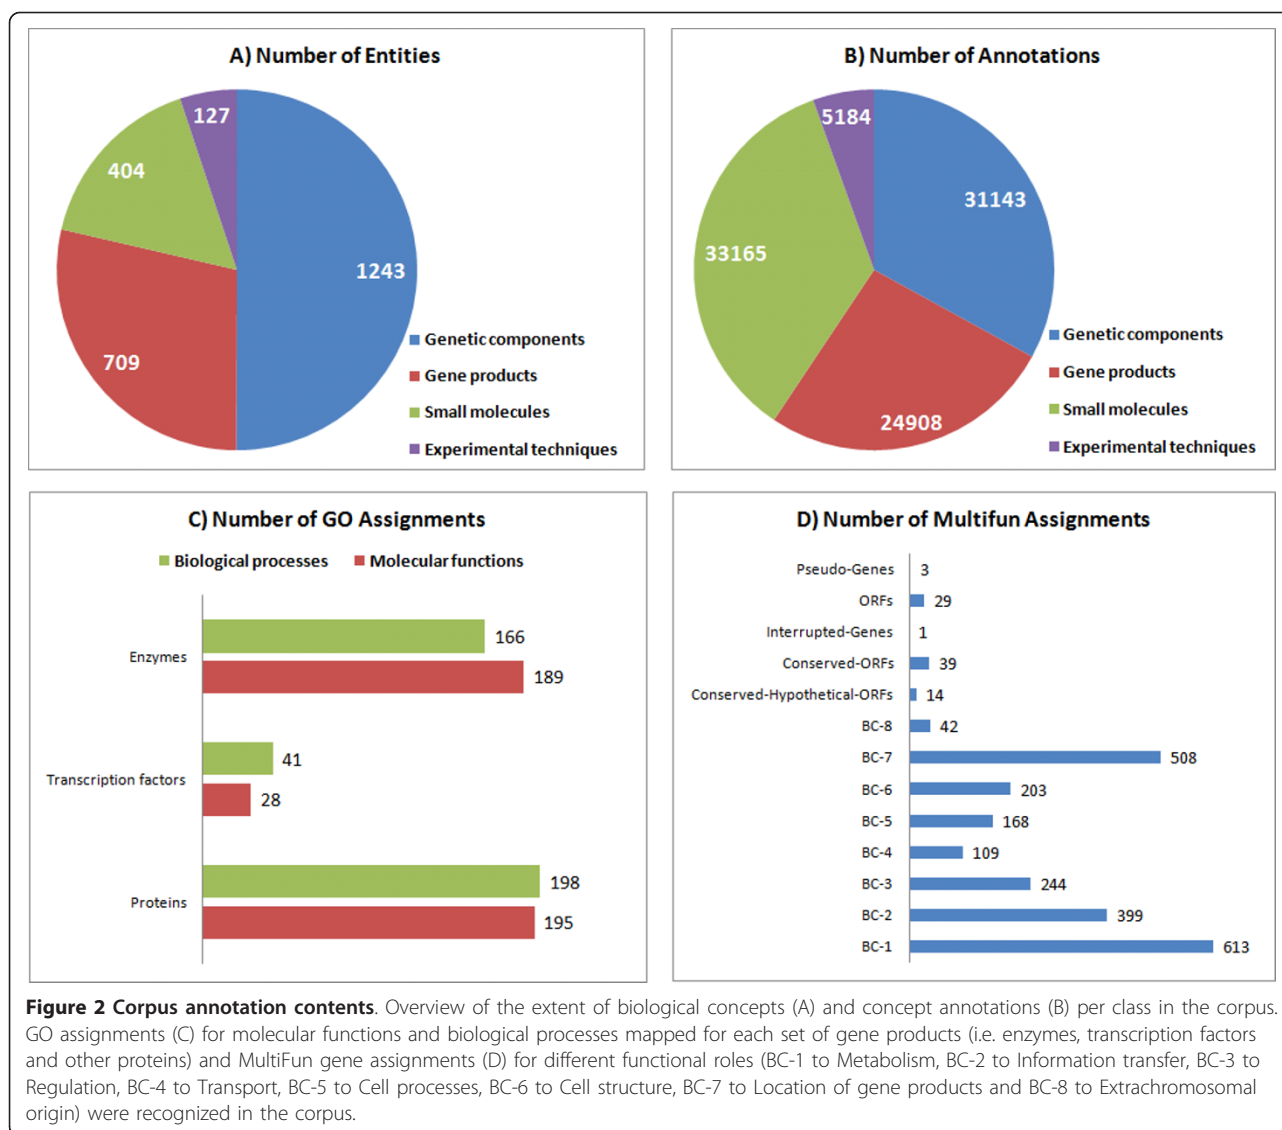 A) Number of Entities
127
404
1243
709
Genetic components
Gene products
Small molecules
Experimental techniques
B) Number of Annotations
5184
31143
33165
24908
Genetic components
Gene products
Small molecules
Experimental techniques
C) Number of GO Assignments
Biological processes Molecular functions
Enzymes
166
189
Transcription factors
41
28
Proteins
198
195
D) Number of Multifun Assignments
Pseudo-Genes 3
ORFs 29
Interrupted-Genes 1
Conserved-ORFs 39
Conserved-Hypothetical-ORFs 14
BC-8 42
BC-7 508
BC-6 203
BC-5 168
BC-4 109
BC-3 244
BC-2 399
BC-1 613
Figure 2 Corpus annotation contents. Overview of the extent of biological concepts (A) and concept annotations (B) per class in the corpus.
GO assignments (C) for molecular functions and biological processes mapped for each set of gene products (i.e. enzymes, transcription factors
and other proteins) and MultiFun gene assignments (D) for different functional roles (BC-1 to Metabolism, BC-2 to Information transfer, BC-3 to
Regulation, BC-4 to Transport, BC-5 to Cell processes, BC-6 to Cell structure, BC-7 to Location of gene products and BC-8 to Extrachromosomal
origin) were recognized in the corpus.